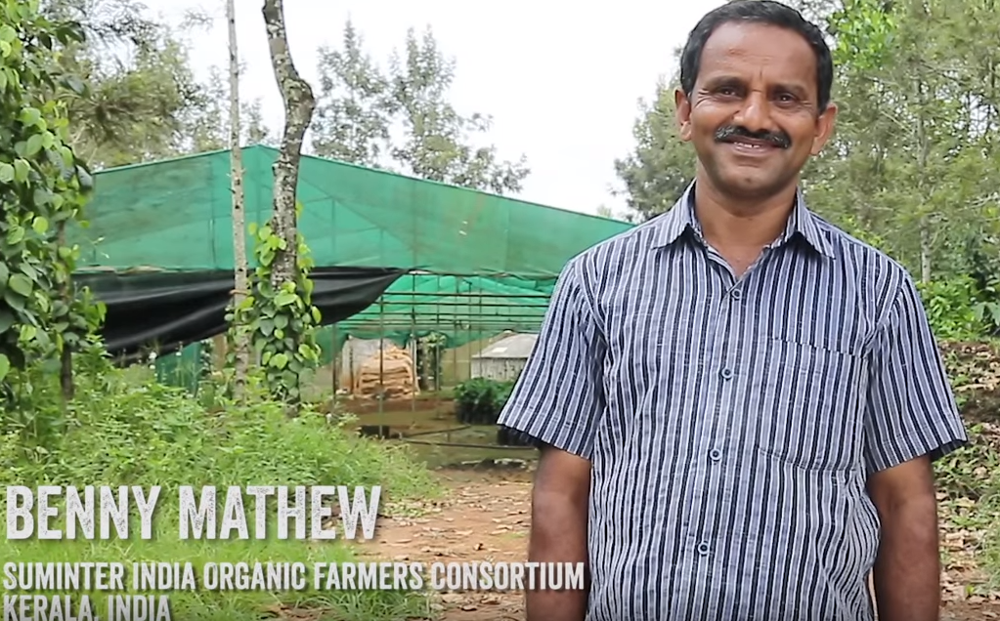 BENNY MATHEW
SUMINTER INDIA ORGANIC FARMERS CONSORTIUM
KERALA, INDIA